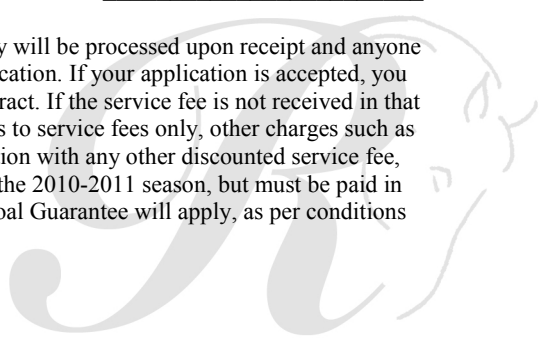 y will be processed upon receipt and anyone
cation. If your application is accepted, you
ract. If the service fee is not received in that
s to service fees only, other charges such as
ion with any other discounted service fee,
the 2010-2011 season, but must be paid in
oal Guarantee will apply, as per conditions
R